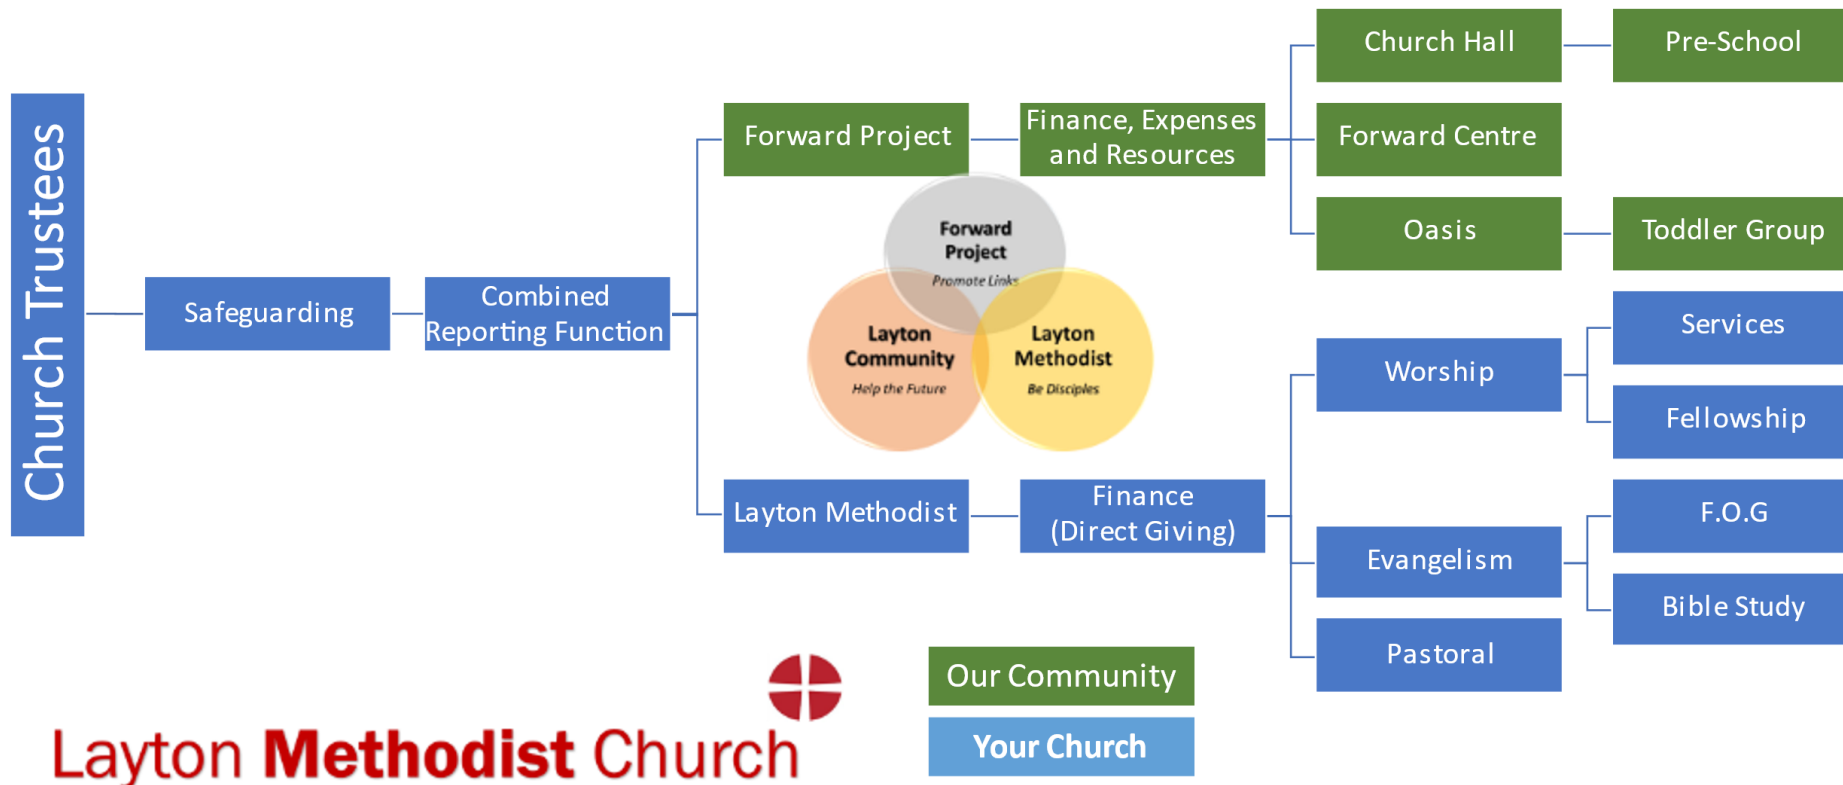 Church Trustees
Safeguarding
Combined
Reporting Function
Forward Project
Finance, Expenses
and Resources
Church Hall
Pre-School
Forward Centre
Oasis
Toddler Group
Forward
Project
Promote Links
Layton
Community
Help the Future
Layton
Methodist
Be Disciples
Layton Methodist
Finance
(Direct Giving)
Worship
Services
Fellowship
Evangelism
F.O.G
Bible Study
Pastoral
Our Community
Your Church
Layton Methodist Church